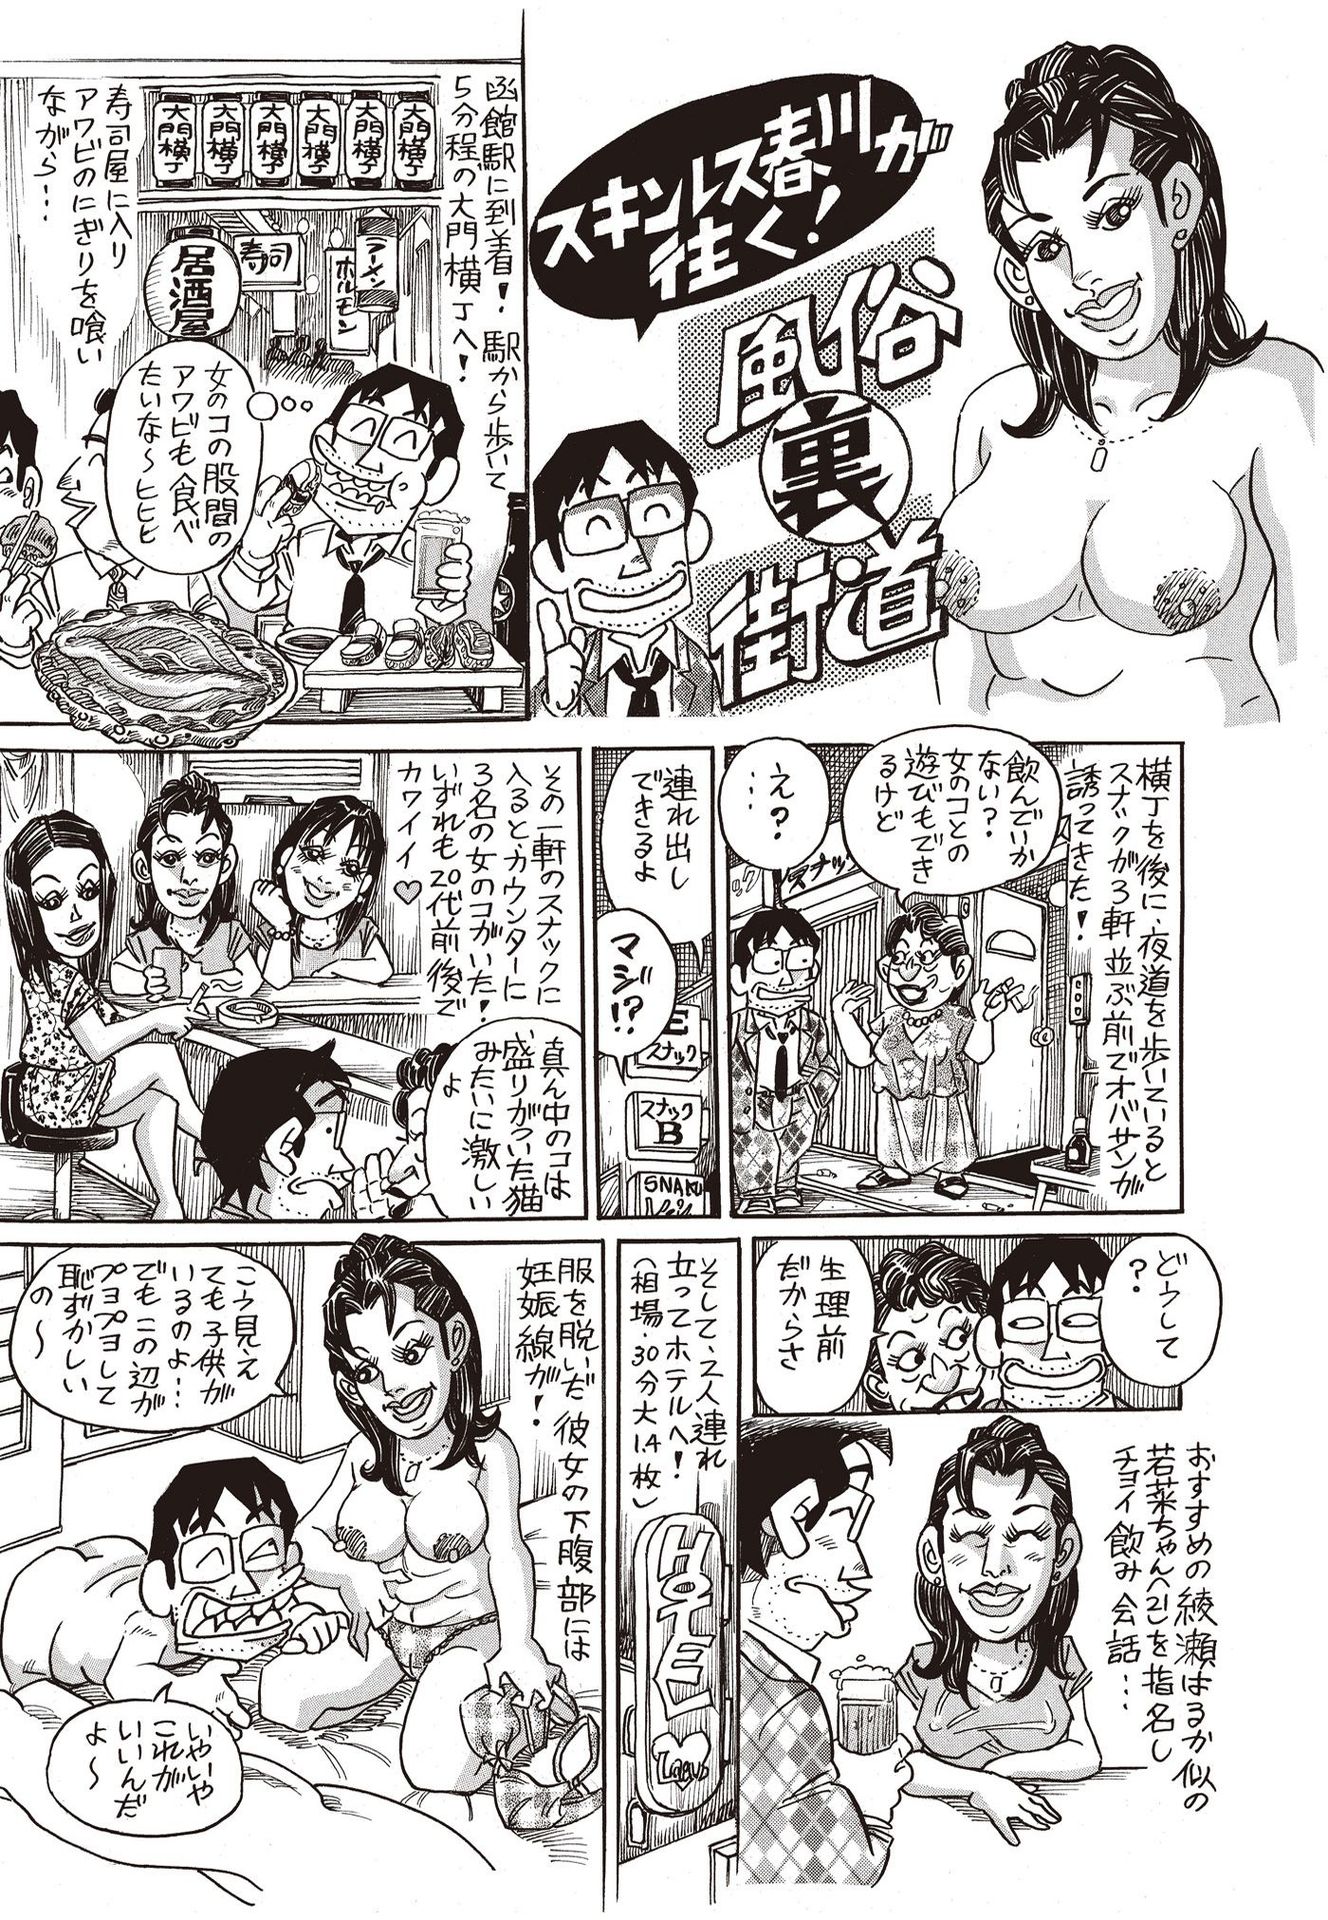 スキンレス春川が
往く!
風俗
裏
街道
函館駅に到着!駅から歩いて
5分程の大門横丁へ!
大門横丁
大門横丁
大門横丁
大門横丁
大門横丁
大門横丁
寿司屋に入り
アワビのにぎりを喰い
ながら…
居酒屋
寿司
ホルモン
ラーメン
女のコの股間の
アワビも食べ
たいな〜ヒヒヒ
横丁を後に、夜道を歩いていると
スナックが3軒並ぶ前でオバサンが
誘ってきた!
飲んでいか
ない?
女のコとの
遊びもでき
るけど
え?
…
スナック
連れ出し
できるよ
マジ!?
E
スナック
スナック
B
SNAK
その一軒のスナックに
入ると、カウンターに
3名の女のコがいた!
いずれも20代前後で
カワイイ♡
真ん中のコは
盛りがついた猫
みたいに激しい
よ
どうして
?
生理前
だからさ
おすすめの綾瀬はるか似の
若菜ちゃん(21)を指名し
チョイ飲み会話…
そして、2人連れ
立ってホテルへ!
(相場・30分大1.4枚)
HOTEL
服を脱いだ彼女の下腹部には
妊娠線が!
こう見え
ても子供が
いるのよ…
でもこの辺が
プヨプヨして
恥ずかしい
の〜
いやいや
これが
いいんだ
よ〜